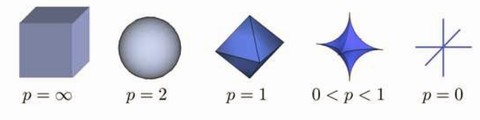 p = ∞ p = 2 p = 1 0 < p < 1 p = 0